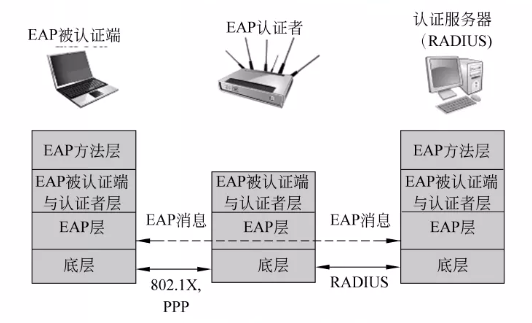 EAP被认证端
EAP认证者
认证服务器
(RADIUS)
EAP方法层
EAP被认证端
与认证者层
EAP层
底层
EAP消息
802.1X,
PPP
EAP被认证端
与认证者层
EAP层
底层
EAP消息
RADIUS
EAP方法层
EAP被认证端
与认证者层
EAP层
底层